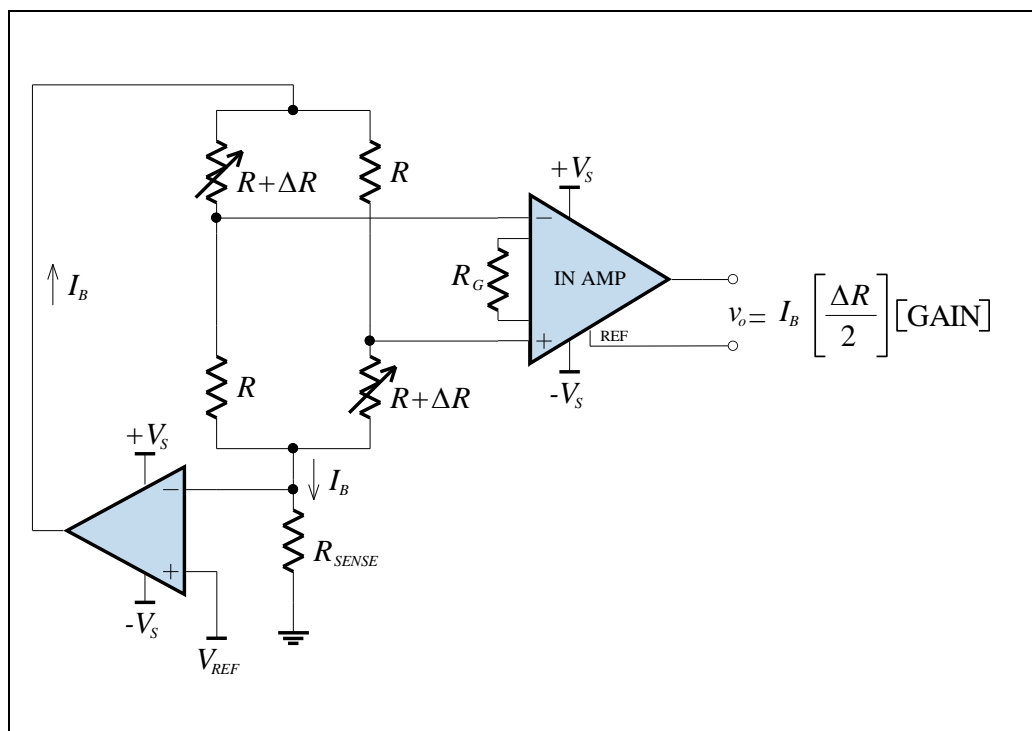 +V_S
R+ΔR
R
−
R_G
IN AMP
I_B
v_o = I_B [ΔR/2] [GAIN]
REF
+
-V_S
R
R+ΔR
+V_S
I_B
−
R_SENSE
+
-V_S
V_REF